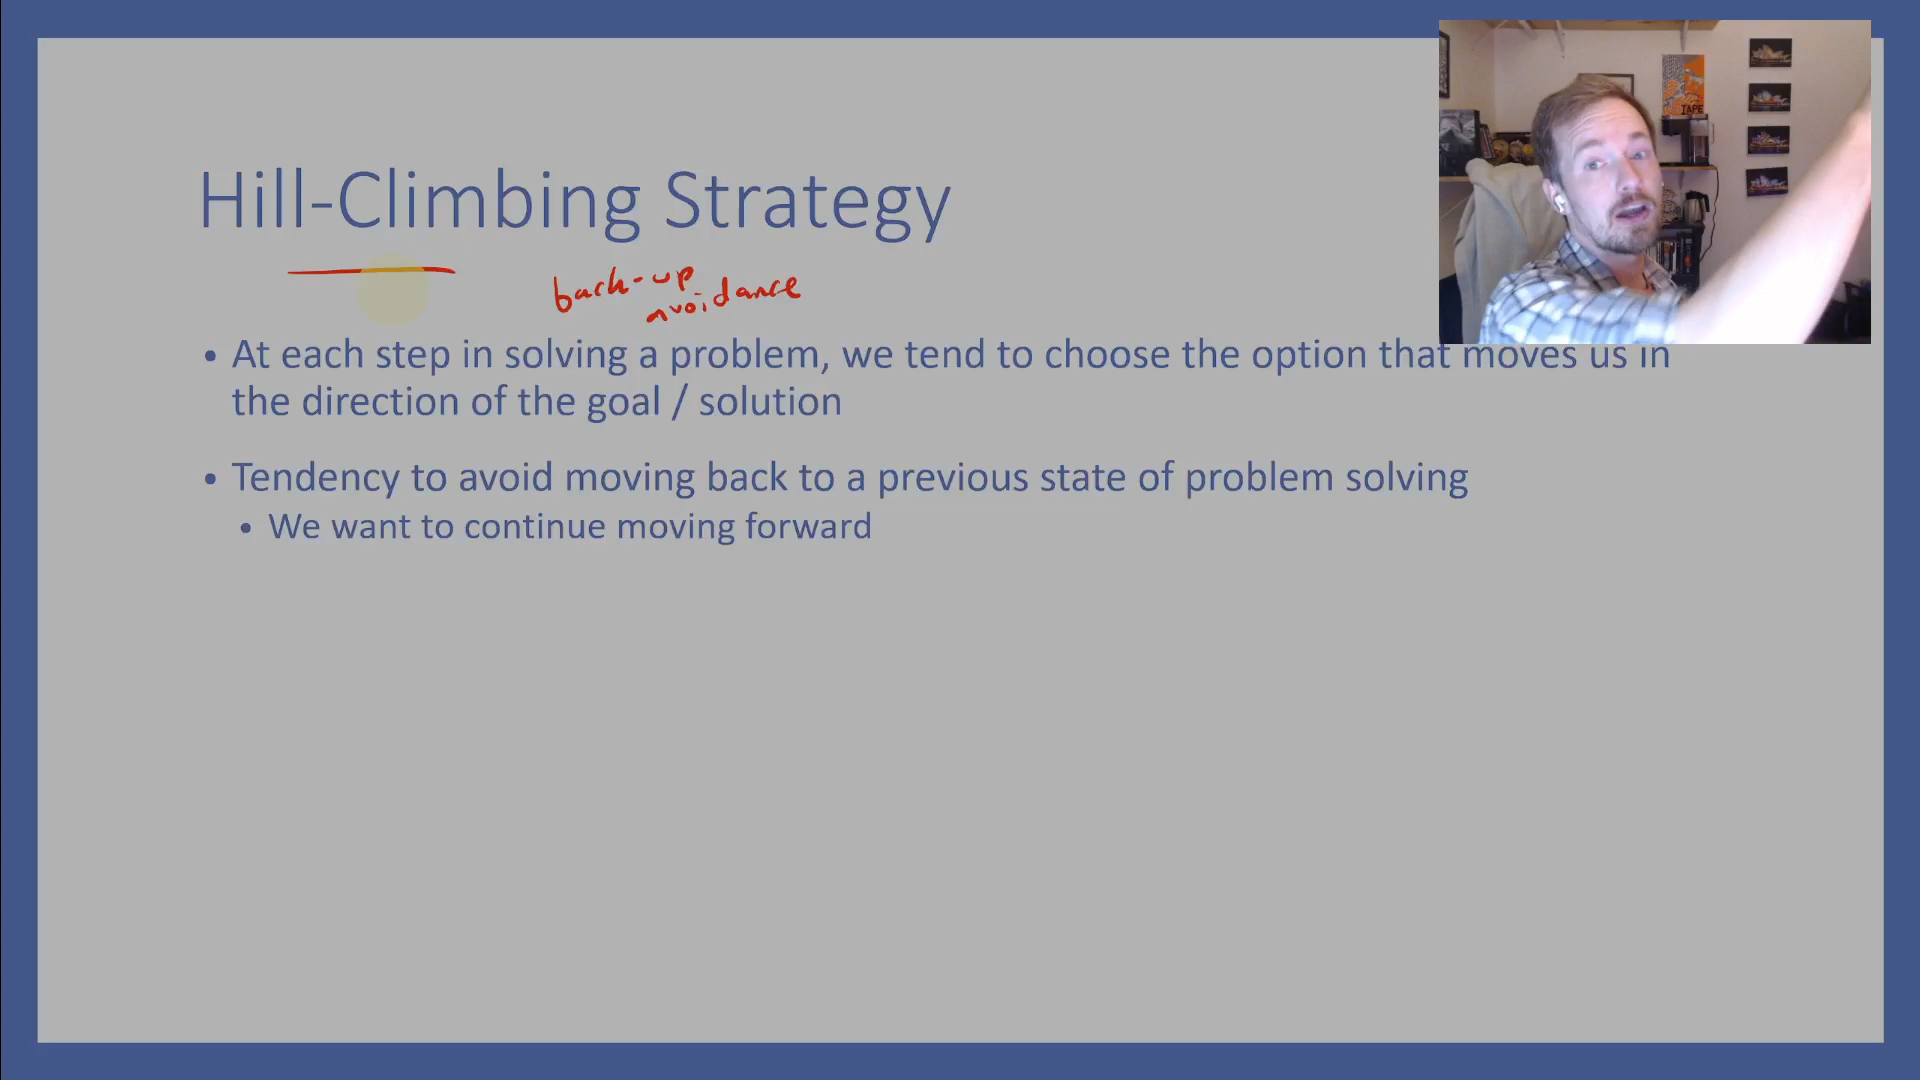 Hill-Climbing Strategy
back-up
avoidance
• At each step in solving a problem, we tend to choose the option that moves us in
the direction of the goal / solution
• Tendency to avoid moving back to a previous state of problem solving
• We want to continue moving forward
TAPE